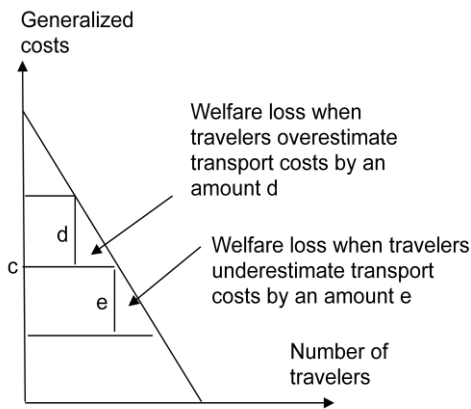 Generalized
costs
Welfare loss when
travelers overestimate
transport costs by an
amount d
d
Welfare loss when travelers
underestimate transport
costs by an amount e
c
e
Number of
travelers